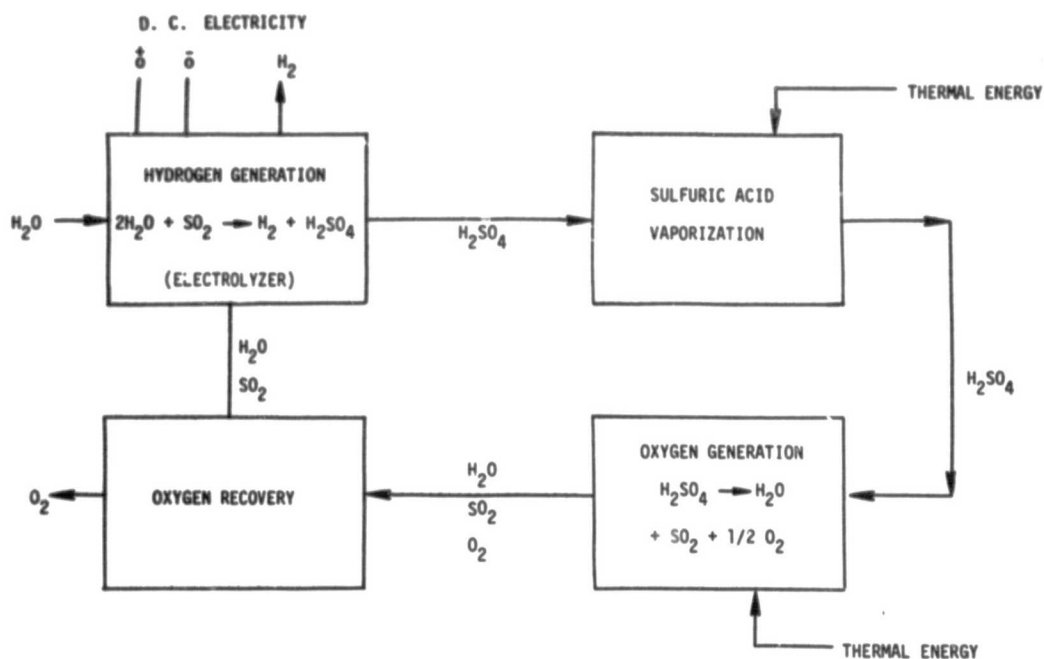 D. C. ELECTRICITY
+ -
o o
H₂
THERMAL ENERGY
HYDROGEN GENERATION
2H₂O + SO₂ → H₂ + H₂SO₄
(ELECTROLYZER)
H₂O
H₂SO₄
SULFURIC ACID
VAPORIZATION
H₂O
SO₂
H₂SO₄
OXYGEN RECOVERY
O₂
H₂O
SO₂
O₂
OXYGEN GENERATION
H₂SO₄ → H₂O
+ SO₂ + 1/2 O₂
THERMAL ENERGY